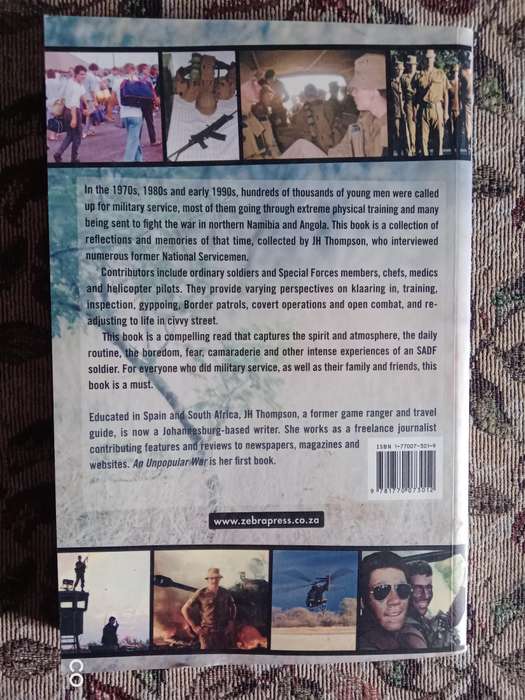 In the 1970s, 1980s and early 1990s, hundreds of thousands of young men were called
up for military service, most of them going through extreme physical training and many
being sent to fight the war in northern Namibia and Angola. This book is a collection of
reflections and memories of that time, collected by JH Thompson, who interviewed
numerous former National Servicemen.
Contributors include ordinary soldiers and Special Forces members, chefs, medics
and helicopter pilots. They provide varying perspectives on klaaring in, training,
inspection, gyppoing, Border patrols, covert operations and open combat, and re-
adjusting to life in civvy street.
This book is a compelling read that captures the spirit and atmosphere, the daily
routine, the boredom, fear, camaraderie and other intense experiences of an SADF
soldier. For everyone who did military service, as well as their family and friends, this
book is a must.
Educated in Spain and South Africa, JH Thompson, a former game ranger and travel
guide, is now a Johannesburg-based writer. She works as a freelance journalist
contributing features and reviews to newspapers, magazines and
websites. An Unpopular War is her first book.
ISBN 1-77007-301-9
9 781770 073012
www.zebrapress.co.za
CO